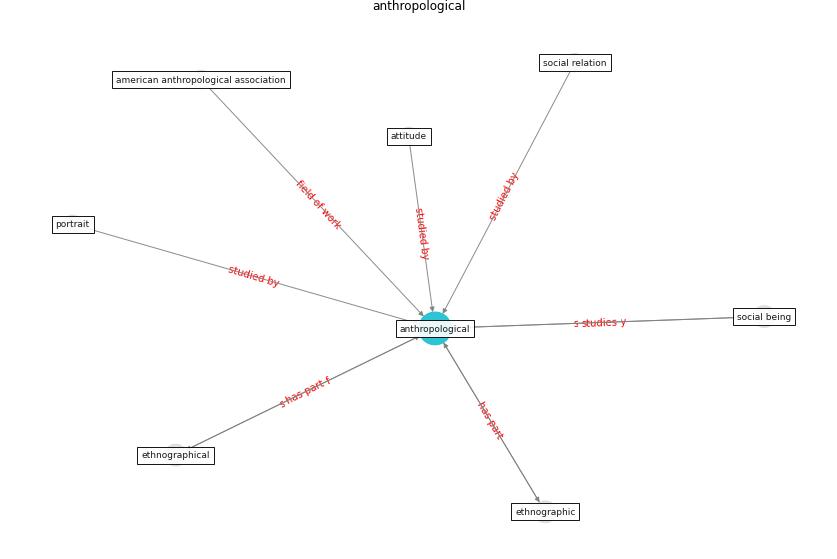 anthropological
social relation
american anthropological association
attitude
studied by
field of work
studied by
portrait
studied by
social being
s studies y
anthropological
s has part f
has part
ethnographical
ethnographic